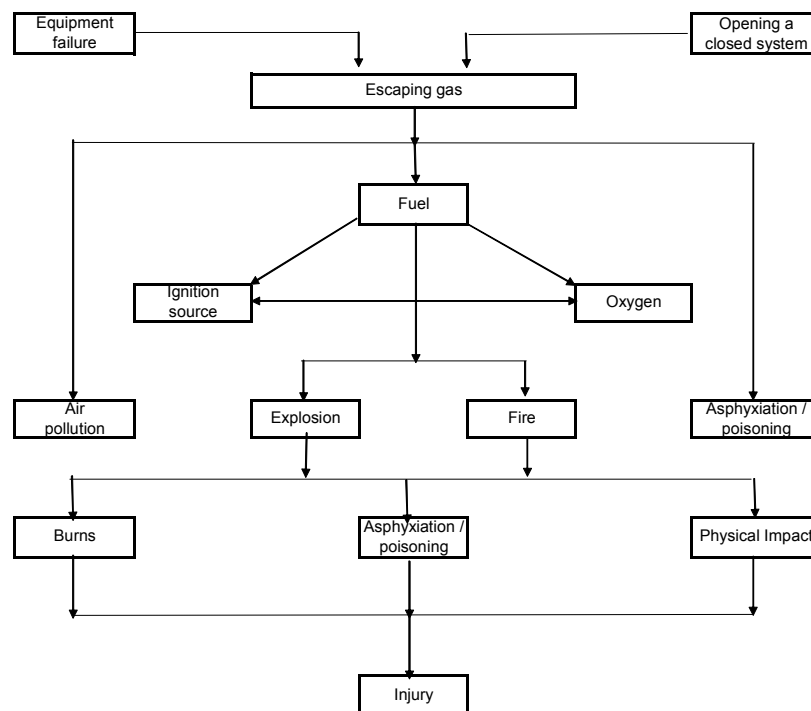 Equipment
failure
Opening a
closed system
Escaping gas
Fuel
Ignition
source
Oxygen
Air
pollution
Explosion
Fire
Asphyxiation /
poisoning
Burns
Asphyxiation /
poisoning
Physical Impact
Injury